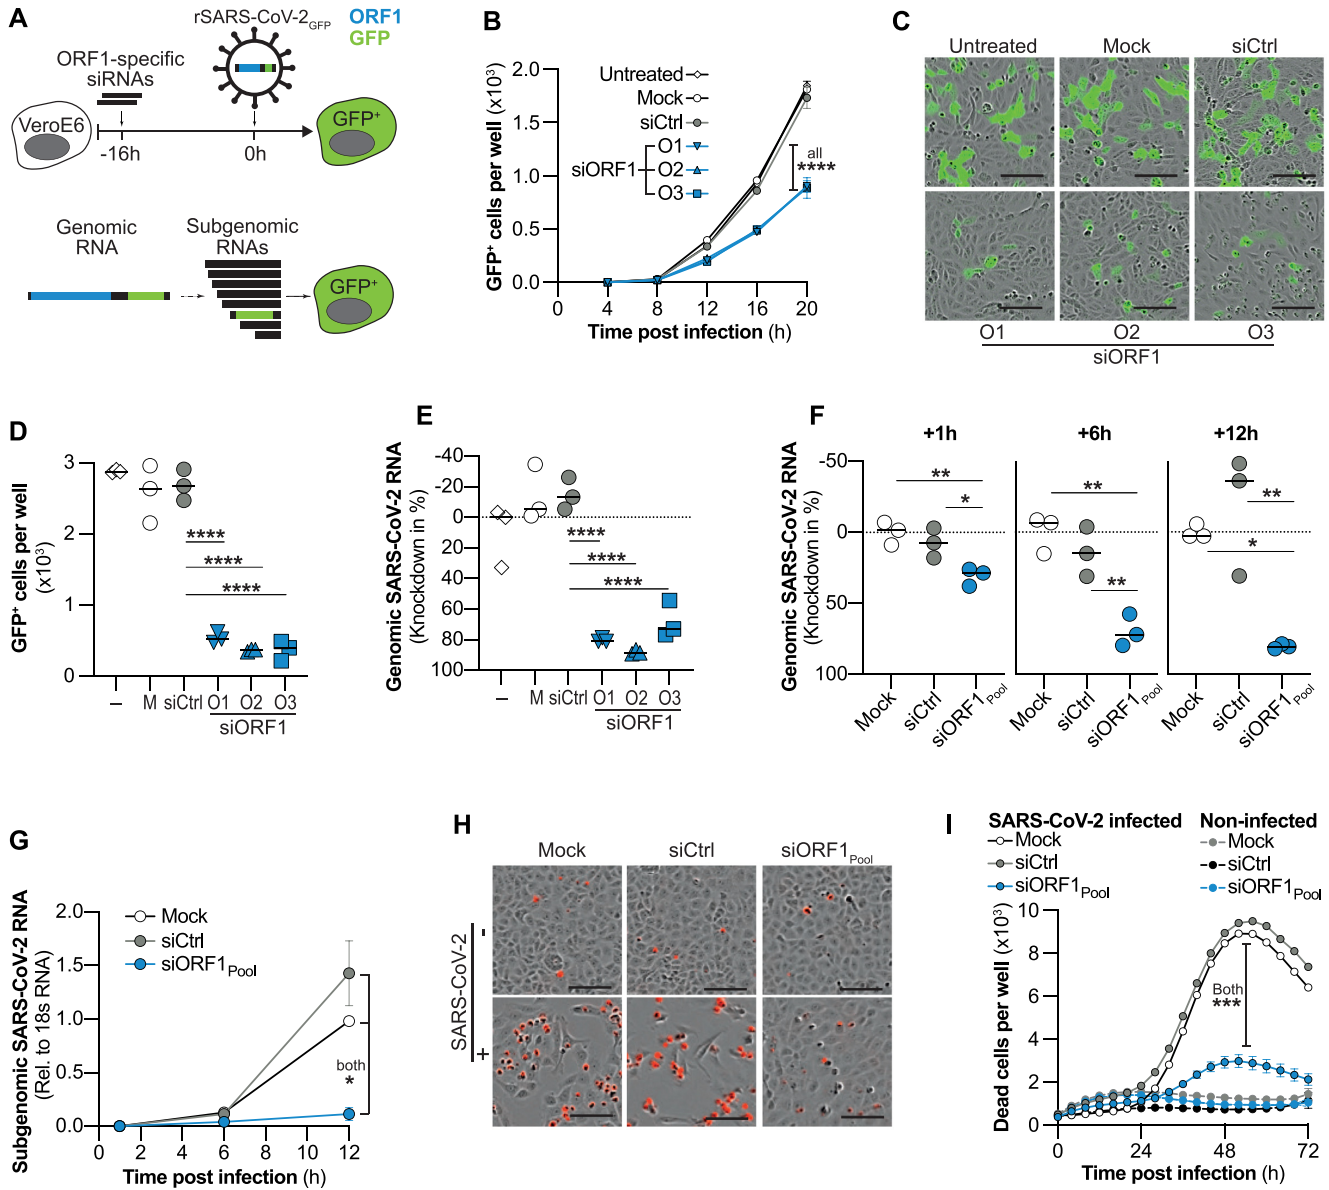 A
rSARS-CoV-2GFP
ORF1
GFP
ORF1-specific
siRNAs
VeroE6
GFP+
-16h
0h
Genomic
RNA
Subgenomic
RNAs
GFP+
B
GFP+ cells per well (x10³)
2.0
1.5
1.0
0.5
0.0
Untreated
Mock
siCtrl
siORF1
O1
O2
O3
all
****
0 4 8 12 16 20
Time post infection (h)
C
Untreated Mock siCtrl
O1 O2 O3
siORF1
D
GFP+ cells per well
(x10³)
3
2
1
0
****
****
****
– M siCtrl O1 O2 O3
siORF1
E
Genomic SARS-CoV-2 RNA
(Knockdown in %)
-40
-20
0
20
40
60
80
100
****
****
****
– M siCtrl O1 O2 O3
siORF1
F
Genomic SARS-CoV-2 RNA
(Knockdown in %)
+1h +6h +12h
-50
0
50
100
**
*
**
**
**
*
Mock siCtrl siORF1Pool
Mock siCtrl siORF1Pool
Mock siCtrl siORF1Pool
G
Subgenomic SARS-CoV-2 RNA
(Rel. to 18s RNA)
2.0
1.5
1.0
0.5
0.0
Mock
siCtrl
siORF1Pool
both
*
0 2 4 6 8 10 12
Time post infection (h)
H
Mock siCtrl siORF1Pool
SARS-CoV-2
-
+
I
SARS-CoV-2 infected
Mock
siCtrl
siORF1Pool
Non-infected
Mock
siCtrl
siORF1Pool
Dead cells per well (x10³)
10
8
6
4
2
0
Both
***
0 24 48 72
Time post infection (h)